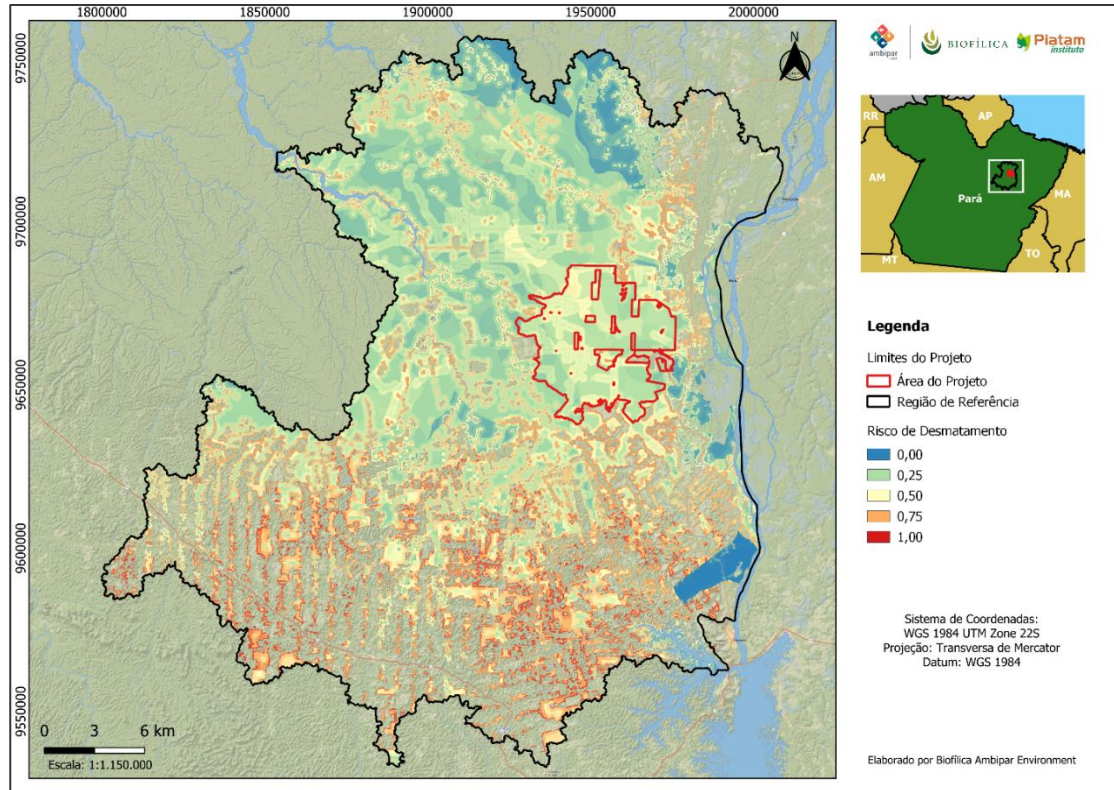 1800000
1850000
1900000
1950000
2000000
9750000
9700000
9650000
9600000
9550000
N
0 3 6 km
Escala: 1:1.150.000
ambipar
BIOFÍLICA
Piatam
instituto
RR
AP
AM
Pará
MA
MT
TO
Legenda
Limites do Projeto
Área do Projeto
Região de Referência
Risco de Desmatamento
0,00
0,25
0,50
0,75
1,00
Sistema de Coordenadas:
WGS 1984 UTM Zone 22S
Projeção: Transversa de Mercator
Datum: WGS 1984
Elaborado por Biofílica Ambipar Environment